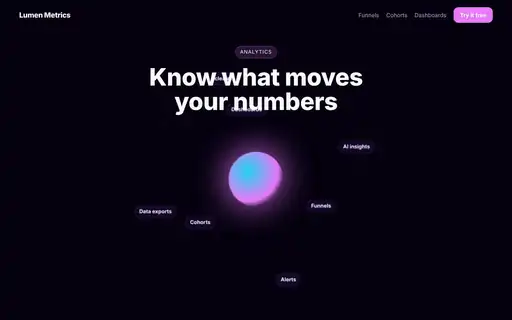 Lumen Metrics
Funnels Cohorts Dashboards Try it free
ANALYTICS
Know what moves
your numbers
AI insights
Funnels
Data exports
Cohorts
Alerts